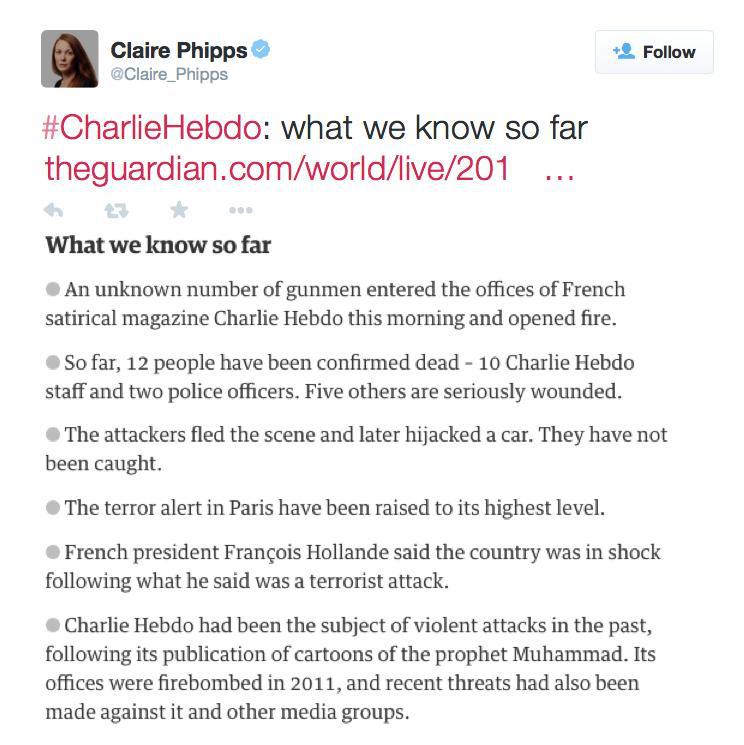 Claire Phipps
@Claire_Phipps
Follow
#CharlieHebdo: what we know so far
theguardian.com/world/live/201 ...
What we know so far
● An unknown number of gunmen entered the offices of French
satirical magazine Charlie Hebdo this morning and opened fire.
● So far, 12 people have been confirmed dead – 10 Charlie Hebdo
staff and two police officers. Five others are seriously wounded.
● The attackers fled the scene and later hijacked a car. They have not
been caught.
● The terror alert in Paris have been raised to its highest level.
● French president François Hollande said the country was in shock
following what he said was a terrorist attack.
● Charlie Hebdo had been the subject of violent attacks in the past,
following its publication of cartoons of the prophet Muhammad. Its
offices were firebombed in 2011, and recent threats had also been
made against it and other media groups.